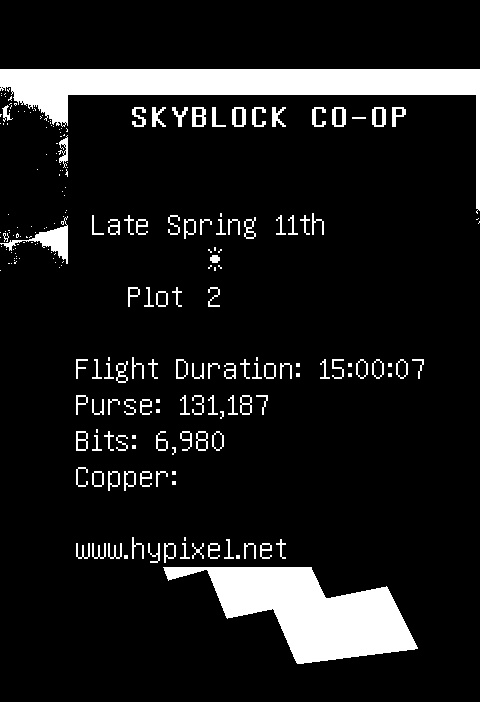 SKYBLOCK CO-OP
Late Spring 11th
Plot 2
Flight Duration: 15:00:07
Purse: 131,187
Bits: 6,980
Copper:
www.hypixel.net